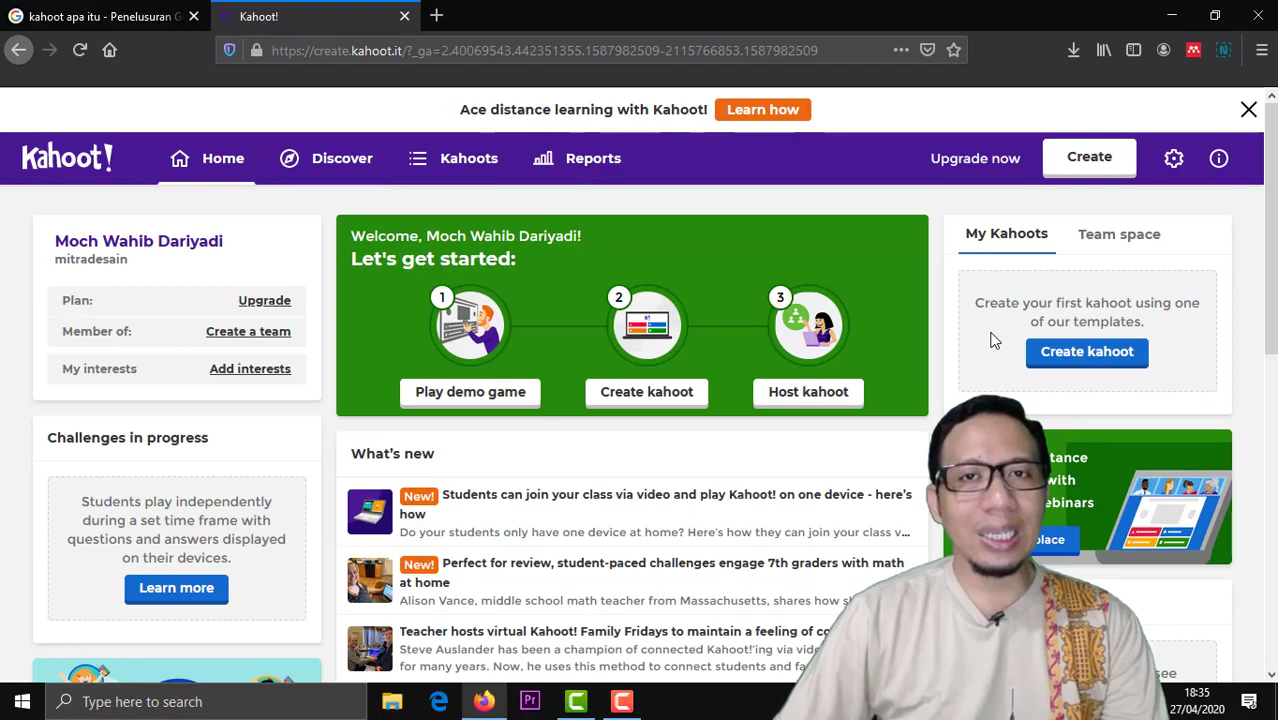 kahoot apa itu - Penelusuran G
Kahoot!
https://create.kahoot.it/?_ga=2.40069543.442351355.1587982509-2115766853.1587982509
Ace distance learning with Kahoot! Learn how
Kahoot! Home Discover Kahoots Reports Upgrade now Create
Moch Wahib Dariyadi
mitradesain
Plan: Upgrade
Member of: Create a team
My interests Add interests
Challenges in progress
Students play independently
during a set time frame with
questions and answers displayed
on their devices.
Learn more
Welcome, Moch Wahib Dariyadi!
Let's get started:
1 2 3
Play demo game Create kahoot Host kahoot
What's new
New! Students can join your class via video and play Kahoot! on one device - here's
how
Do your students only have one device at home? Here's how they can join your class v...
New! Perfect for review, student-paced challenges engage 7th graders with math
at home
Alison Vance, middle school math teacher from Massachusetts, shares how s
Teacher hosts virtual Kahoot! Family Fridays to maintain a feeling of co
Steve Auslander has been a champion of connected Kahoot!'ing via video
for many years. Now, he uses this method to connect students and fa
My Kahoots Team space
Create your first kahoot using one
of our templates.
Create kahoot
tance
with
binars
place
see
Type here to search
Pr
18:35
27/04/2020